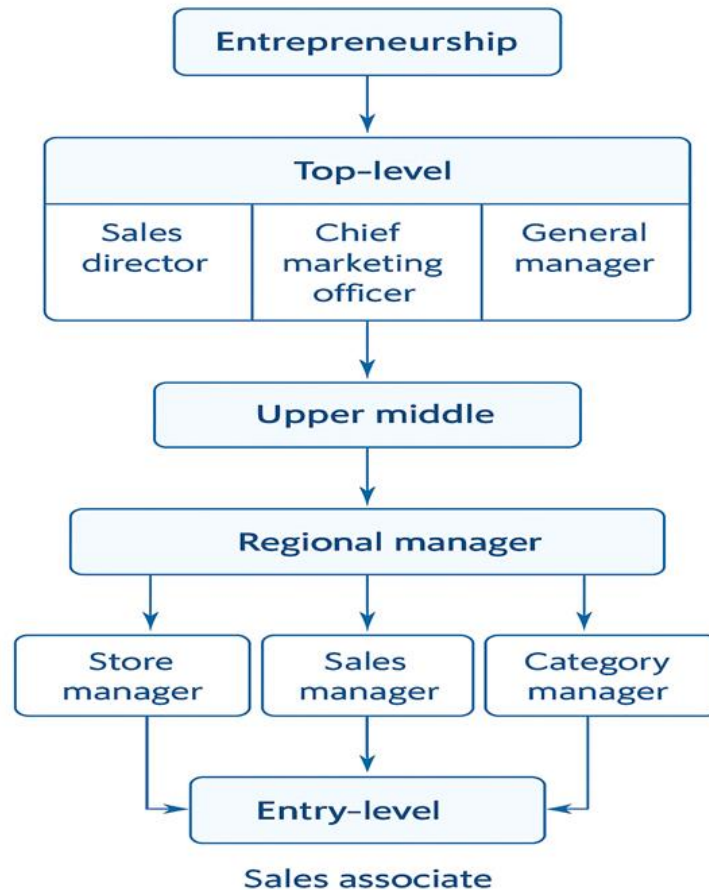 Entrepreneurship
Top-level
Sales
director
Chief
marketing
officer
General
manager
Upper middle
Regional manager
Store
manager
Sales
manager
Category
manager
Entry-level
Sales associate